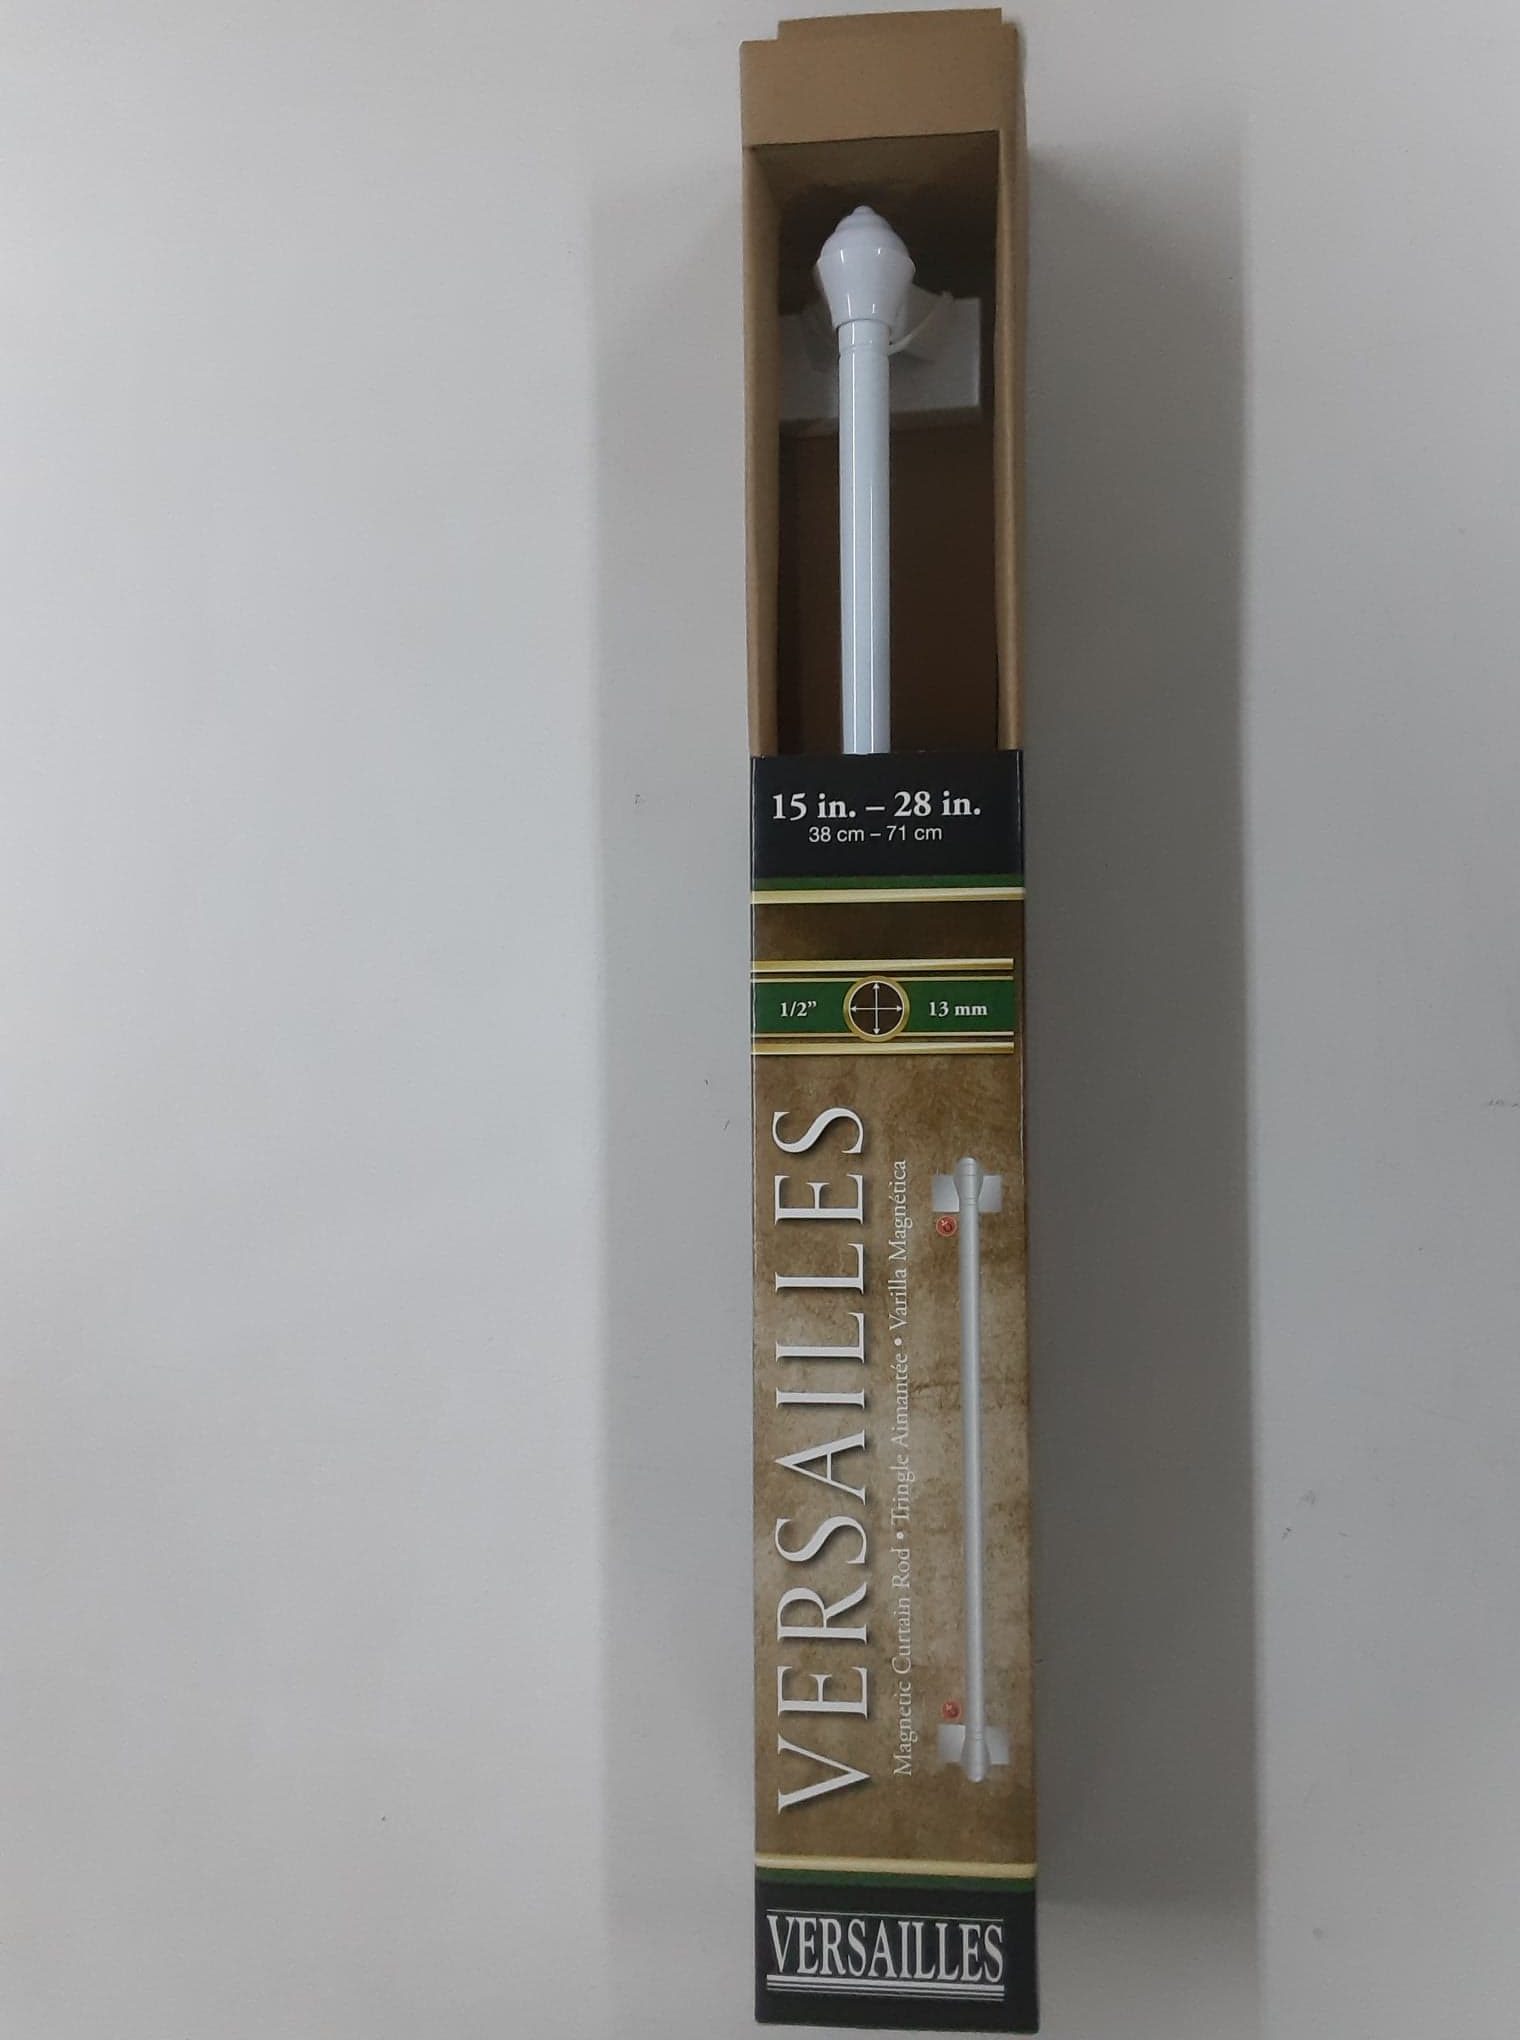 15 in. – 28 in.
38 cm – 71 cm
1/2” 13 mm
VERSAILLES
Magnetic Curtain Rod • Tringle Aimantée • Varilla Magnética
VERSAILLES